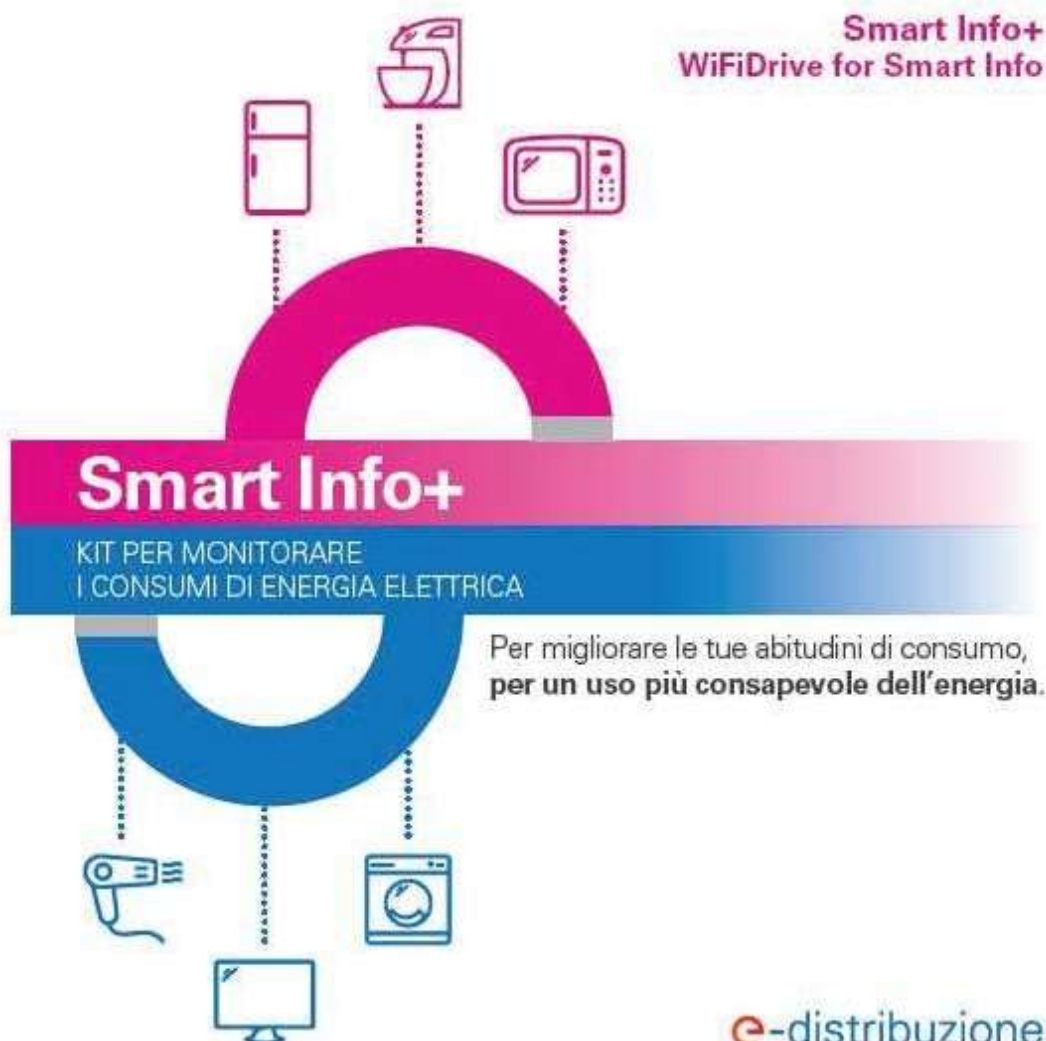 Smart Info+
WiFiDrive for Smart Info
Smart Info+
KIT PER MONITORARE
I CONSUMI DI ENERGIA ELETTRICA
Per migliorare le tue abitudini di consumo,
per un uso più consapevole dell'energia.
e-distribuzione